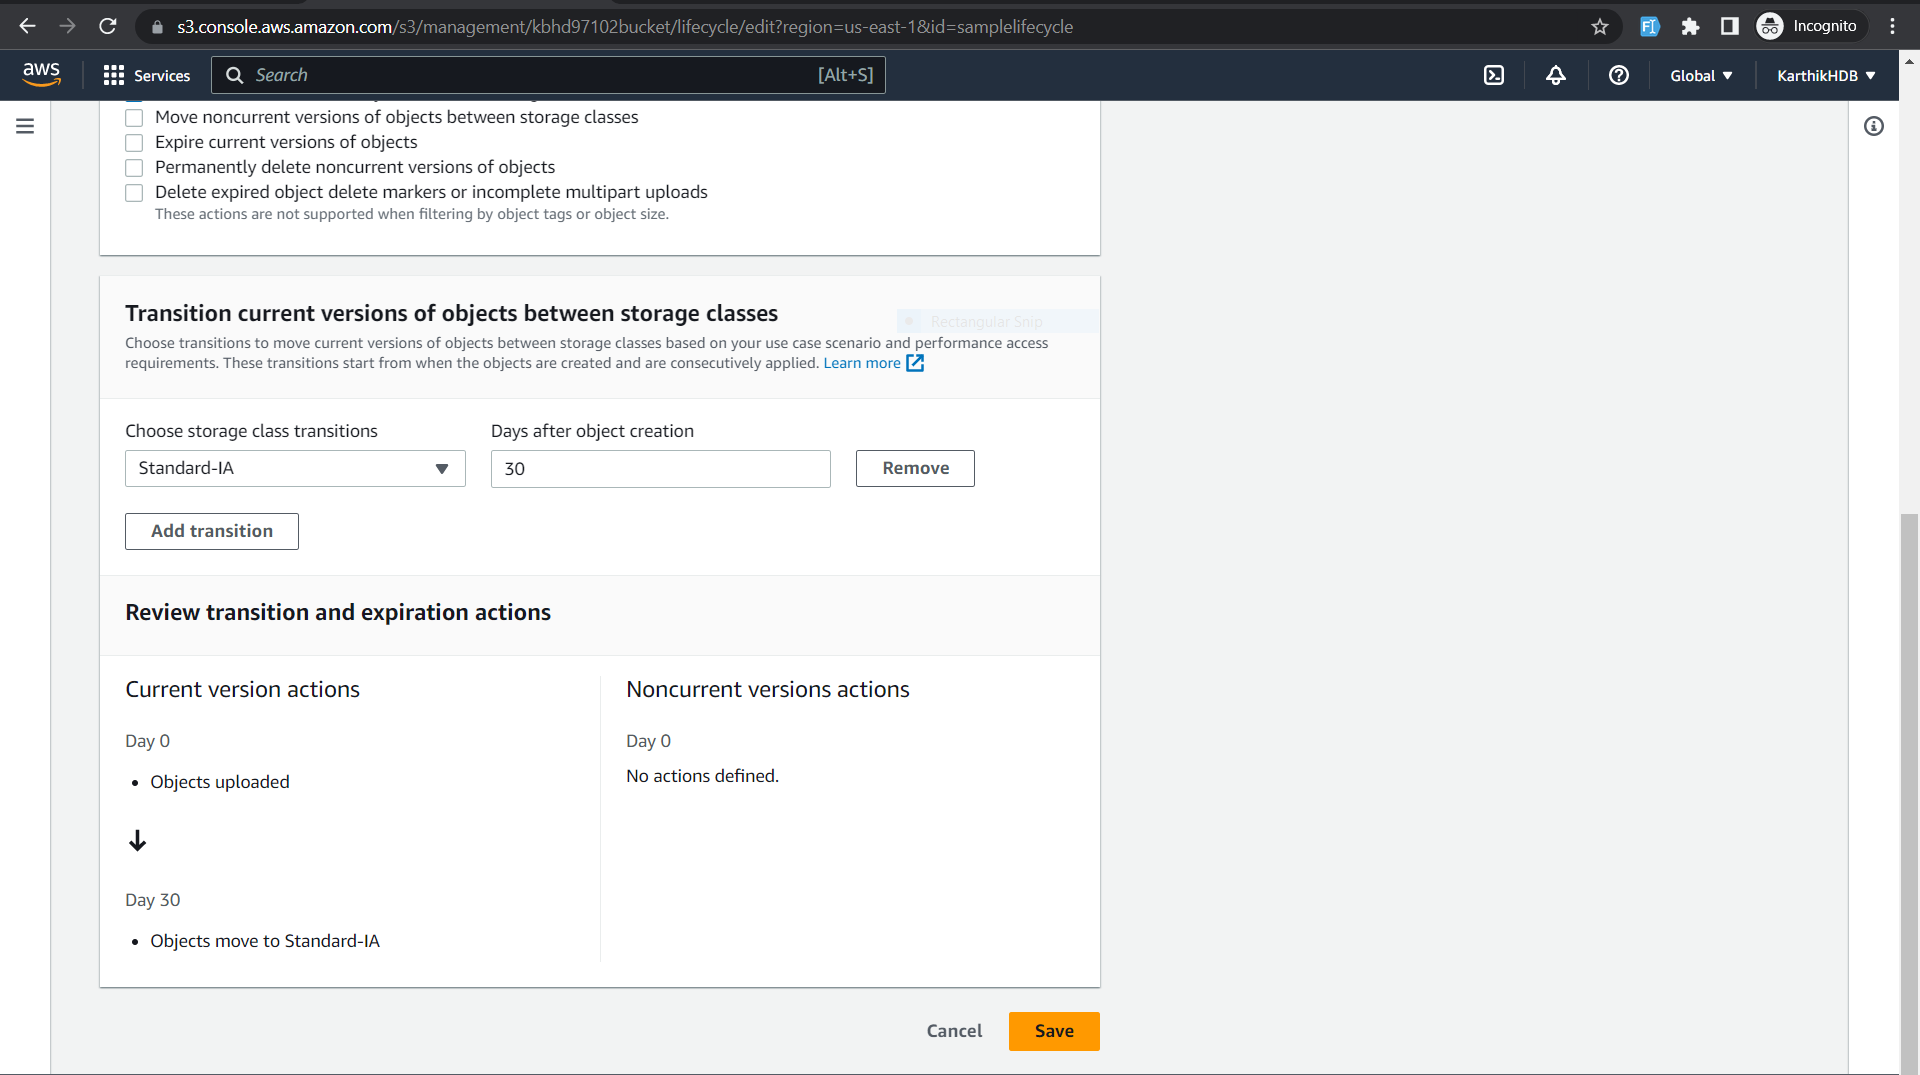 s3.console.aws.amazon.com/s3/management/kbhd97102bucket/lifecycle/edit?region=us-east-1&id=samplelifecycle
Incognito
aws
Services
Search
[Alt+S]
Global
KarthikHDB
Move noncurrent versions of objects between storage classes
Expire current versions of objects
Permanently delete noncurrent versions of objects
Delete expired object delete markers or incomplete multipart uploads
These actions are not supported when filtering by object tags or object size.
Transition current versions of objects between storage classes
Rectangular Snip
Choose transitions to move current versions of objects between storage classes based on your use case scenario and performance access
requirements. These transitions start from when the objects are created and are consecutively applied. Learn more
Choose storage class transitions
Days after object creation
Standard-IA
30
Remove
Add transition
Review transition and expiration actions
Current version actions
Noncurrent versions actions
Day 0
Day 0
• Objects uploaded
No actions defined.
Day 30
• Objects move to Standard-IA
Cancel
Save